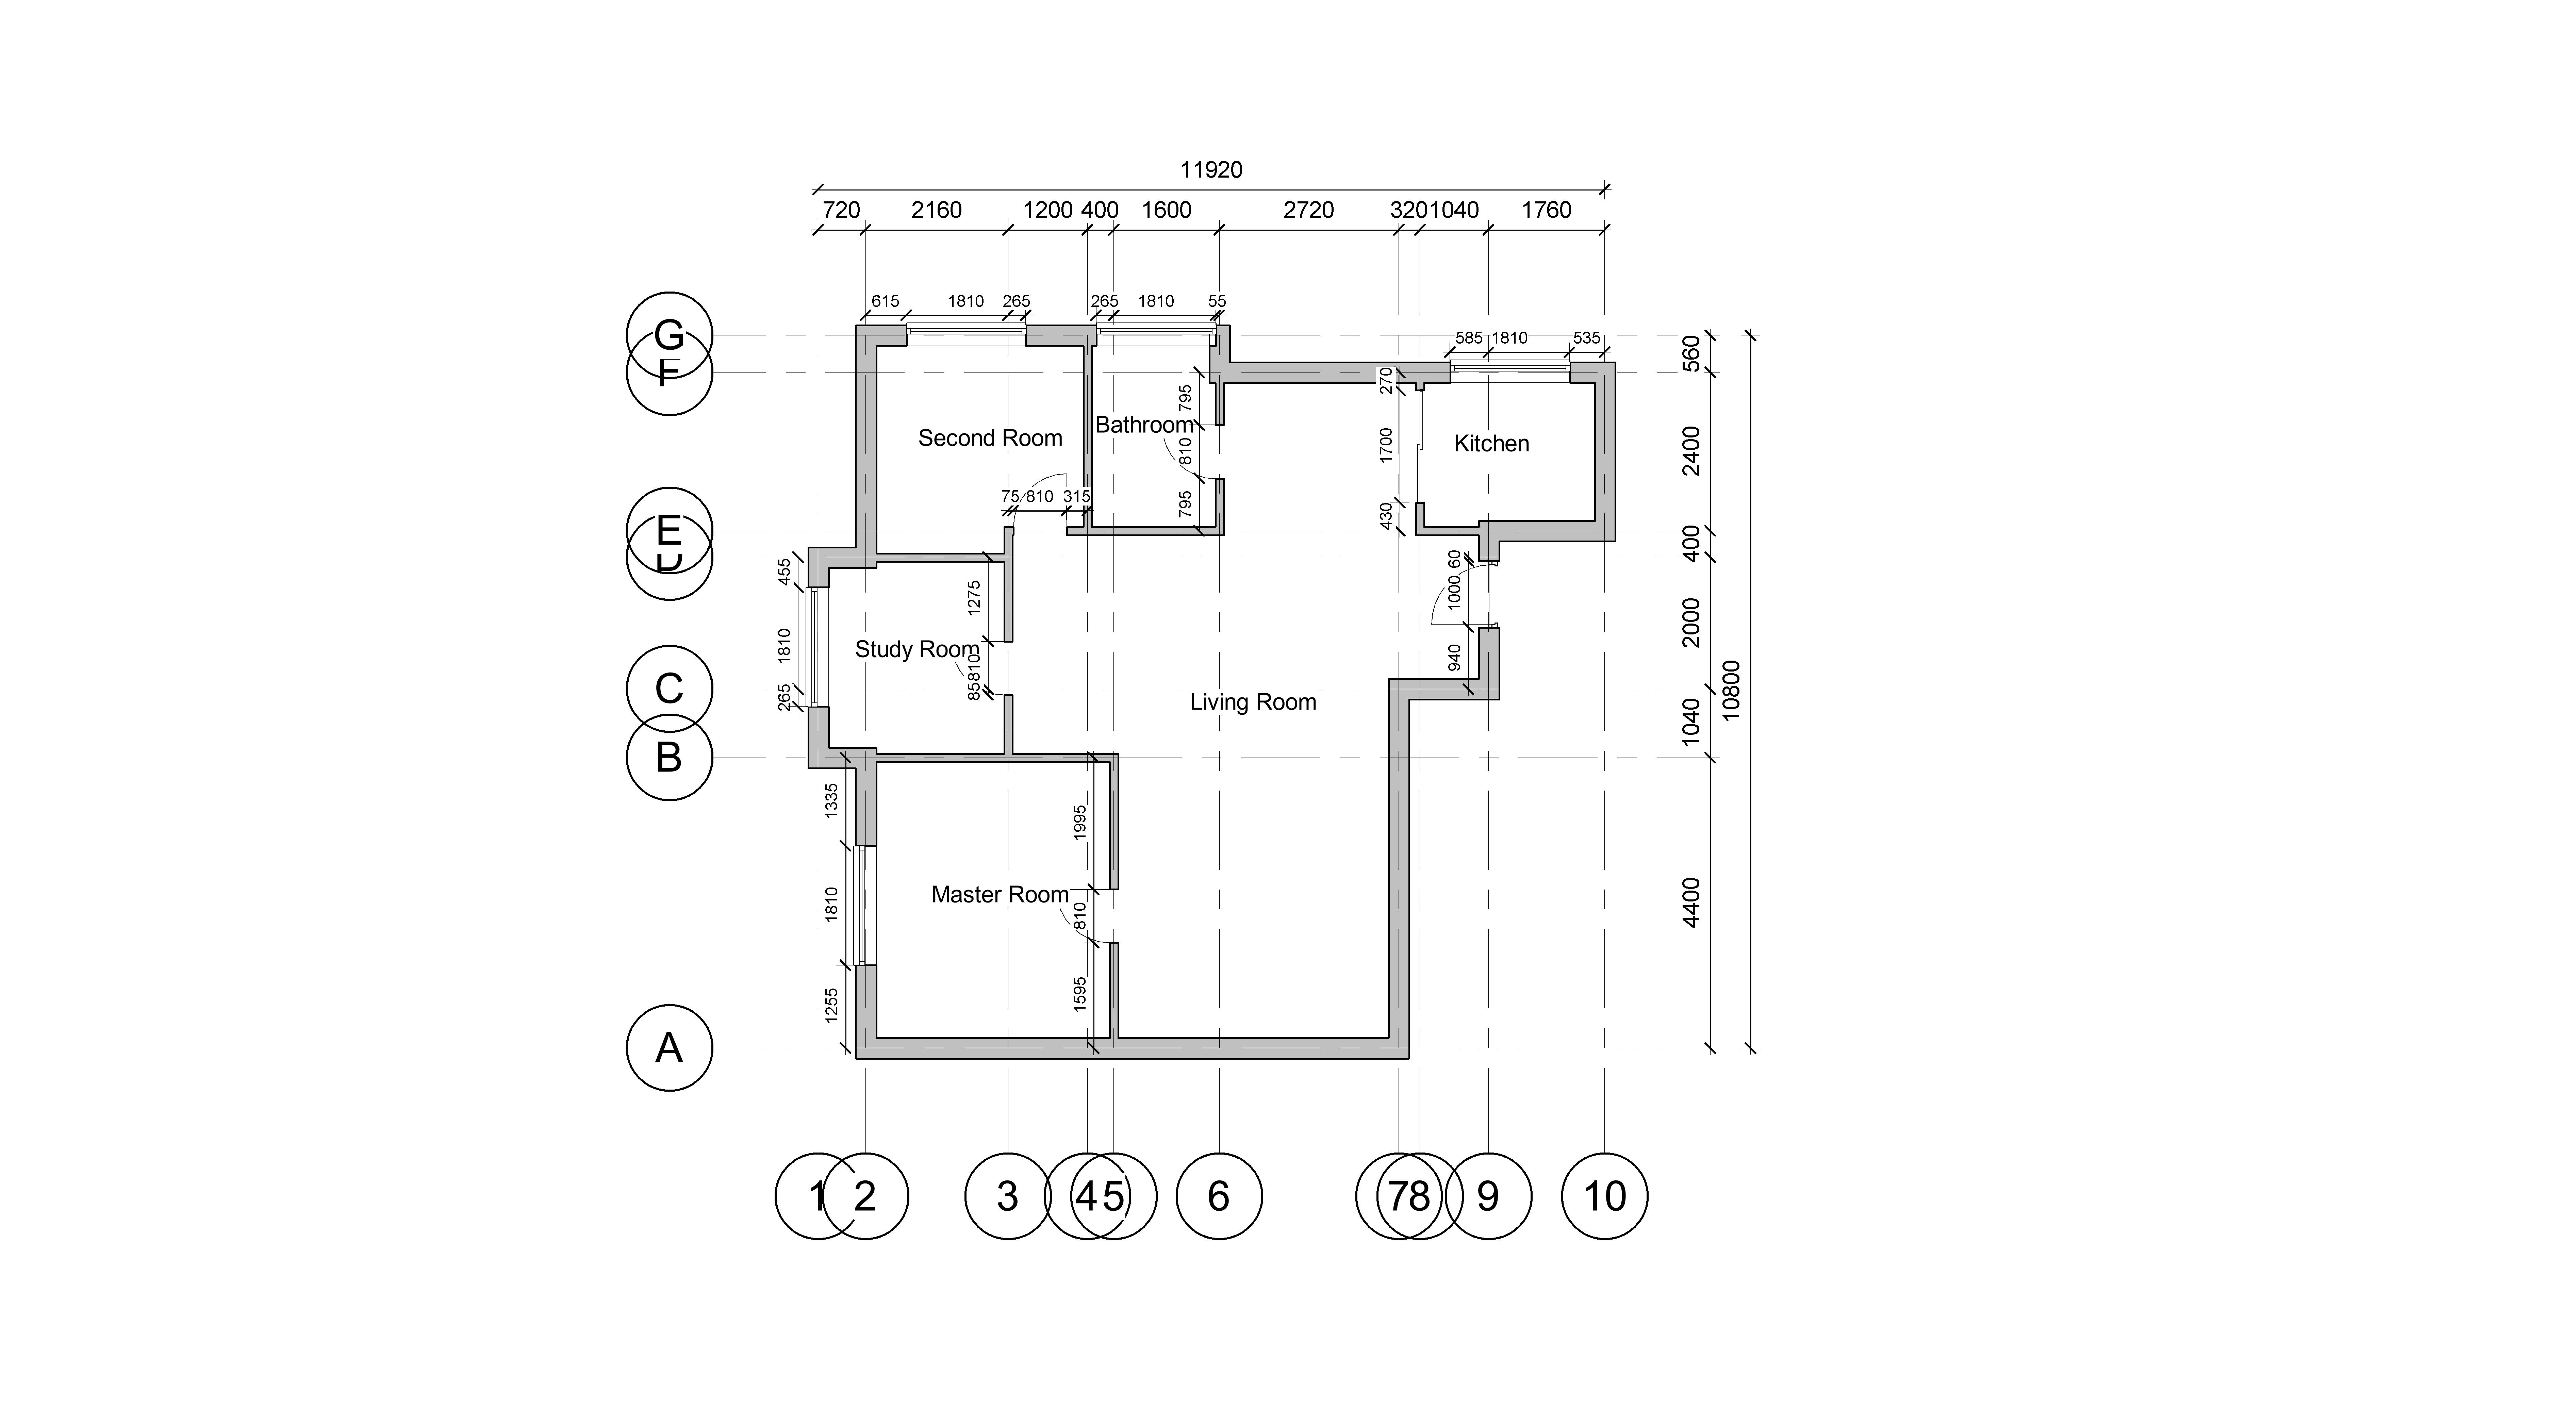 11920
720 2160 1200 400 1600 2720 320 1040 1760
615 1810 265 265 1810 55
G
560
585 1810 535
F
270
795
2400
Bathroom
Second Room
Kitchen
810
1700
75 810 315
795
430
E
400
D
455
60
1275
1000
2000
1810
Study Room
810
940
265
85
C
Living Room
10800
1040
B
1335
1995
Master Room
1810
810
4400
1595
1255
A
1 2 3 4 5 6 7 8 9 10